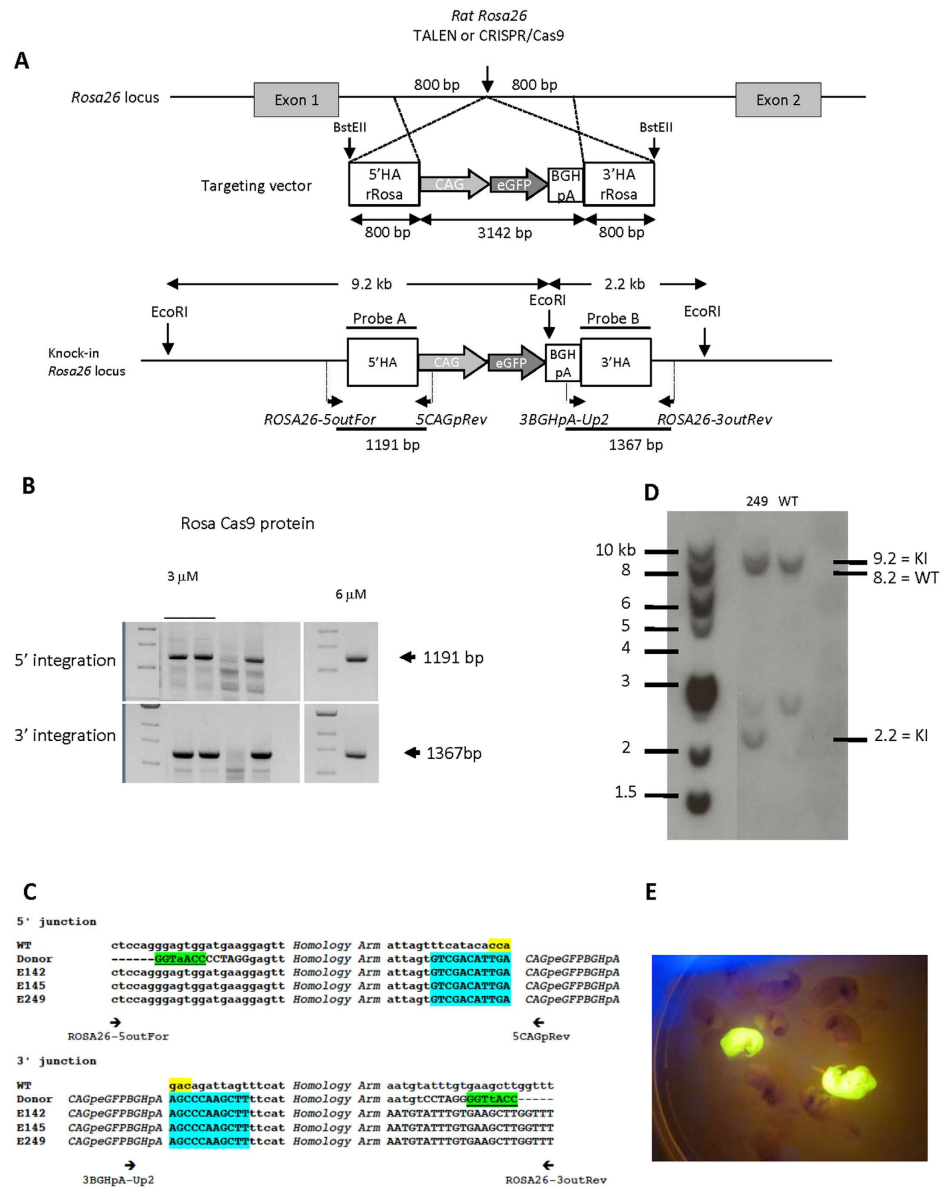 Rat Rosa26
TALEN or CRISPR/Cas9
A
800 bp 800 bp
Rosa26 locus Exon 1 Exon 2
BstEII BstEII
Targeting vector 5'HA rRosa CAG eGFP BGH pA 3'HA rRosa
800 bp 3142 bp 800 bp
9.2 kb 2.2 kb
EcoRI EcoRI EcoRI
Probe A Probe B
Knock-in Rosa26 locus 5'HA CAG eGFP BGH pA 3'HA
ROSA26-5outFor 5CAGpRev 3BGHpA-Up2 ROSA26-3outRev
1191 bp 1367 bp
B
Rosa Cas9 protein
3 μM 6 μM
5' integration 1191 bp
3' integration 1367bp
D
249 WT
10 kb 9.2 = KI
8 8.2 = WT
6
5
4
3
2 2.2 = KI
1.5
C
5' junction
WT ctccagggagtggatgaaggagtt Homology Arm attagtttcatacacca
Donor ------GGTaACCCCTAGGgagtt Homology Arm attagtGTCGACATTGA CAGpeGFPBGHpA
E142 ctccagggagtggatgaaggagtt Homology Arm attagtGTCGACATTGA CAGpeGFPBGHpA
E145 ctccagggagtggatgaaggagtt Homology Arm attagtGTCGACATTGA CAGpeGFPBGHpA
E249 ctccagggagtggatgaaggagtt Homology Arm attagtGTCGACATTGA CAGpeGFPBGHpA
ROSA26-5outFor 5CAGpRev
3' junction
WT gacagattagtttcat Homology Arm aatgtatttgtgaagcttggttt
Donor CAGpeGFPBGHpA AGCCCAAGCTTttcat Homology Arm aatgtCCTAGGGGTtACC-----
E142 CAGpeGFPBGHpA AGCCCAAGCTTttcat Homology Arm AATGTATTTGTGAAGCTTGGTTT
E145 CAGpeGFPBGHpA AGCCCAAGCTTttcat Homology Arm AATGTATTTGTGAAGCTTGGTTT
E249 CAGpeGFPBGHpA AGCCCAAGCTTttcat Homology Arm AATGTATTTGTGAAGCTTGGTTT
3BGHpA-Up2 ROSA26-3outRev
E